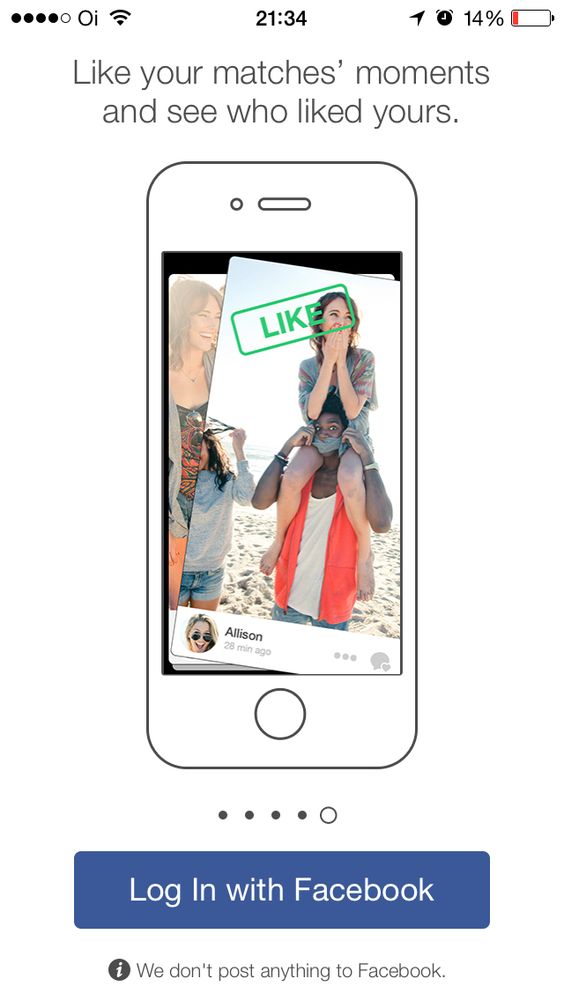 Oi 21:34 14%
Like your matches’ moments
and see who liked yours.
LIKE
Allison
28 min ago
Log In with Facebook
We don't post anything to Facebook.